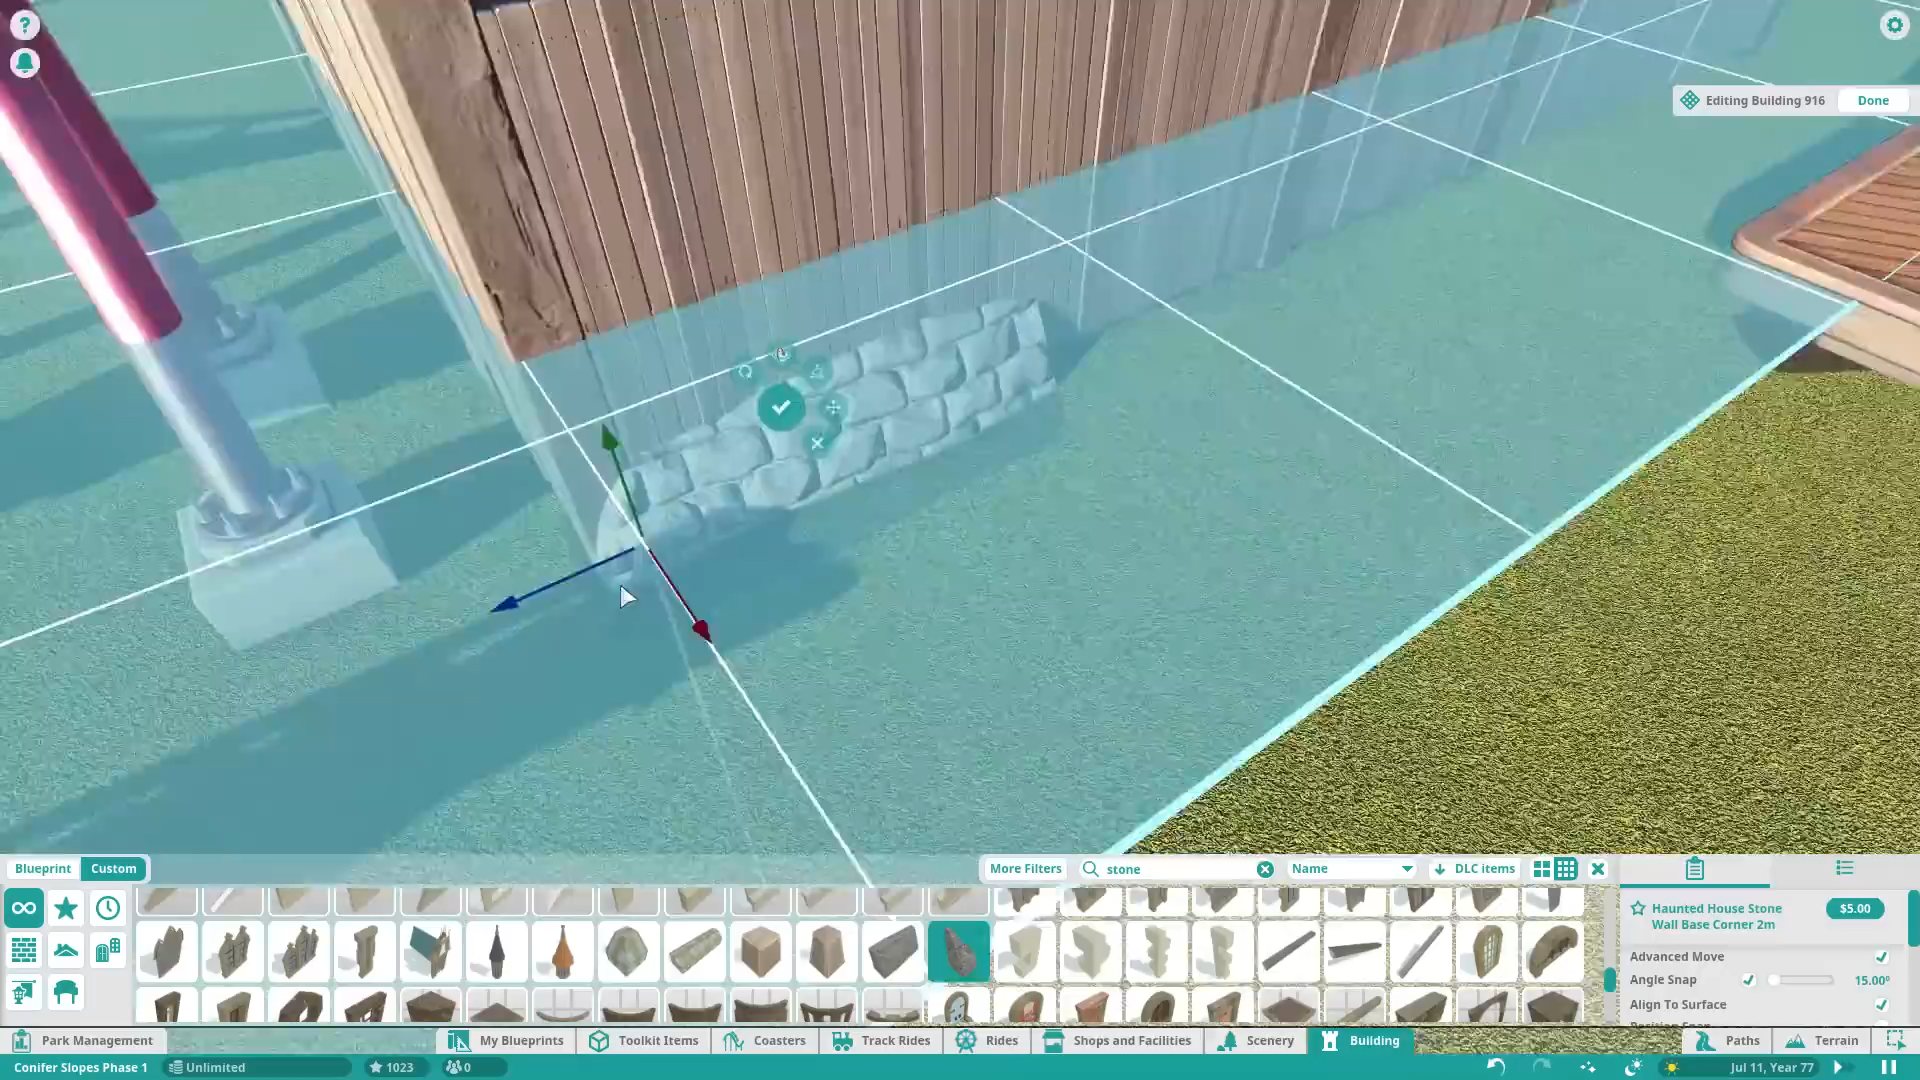 ?
Editing Building 916
Done
Blueprint
Custom
More Filters
stone
Name
DLC items
Haunted House Stone
Wall Base Corner 2m
$5.00
Advanced Move
Angle Snap
15.00°
Align To Surface
Park Management
My Blueprints
Toolkit Items
Coasters
Track Rides
Rides
Shops and Facilities
Scenery
Building
Paths
Terrain
Conifer Slopes Phase 1
Unlimited
1023
0
Jul 11, Year 77